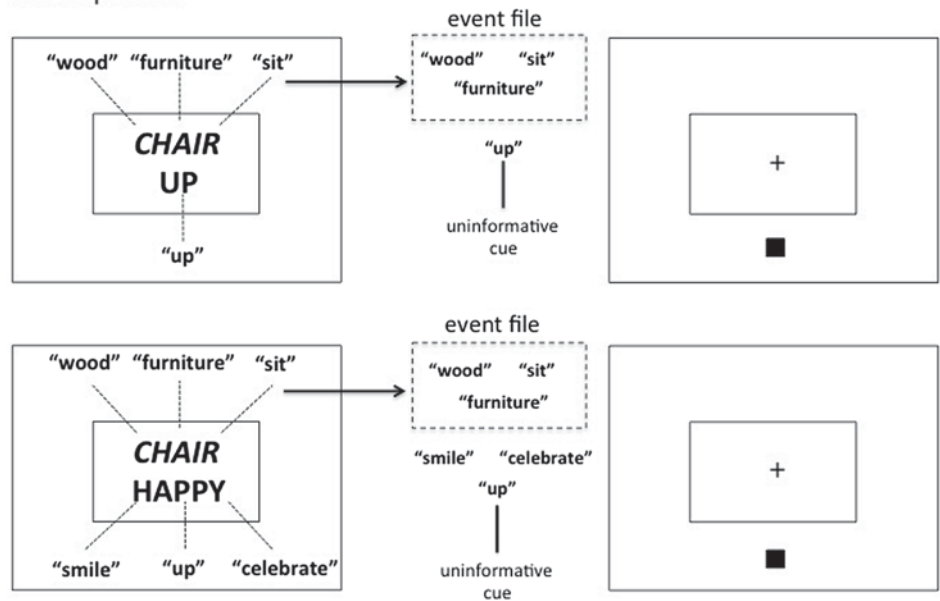 event file
“wood” “furniture” “sit”
CHAIR
UP
“up”
“wood” “sit”
“furniture”
“up”
uninformative
cue
+
event file
“wood” “furniture” “sit”
CHAIR
HAPPY
“smile” “up” “celebrate”
“wood” “sit”
“furniture”
“smile” “celebrate”
“up”
uninformative
cue
+